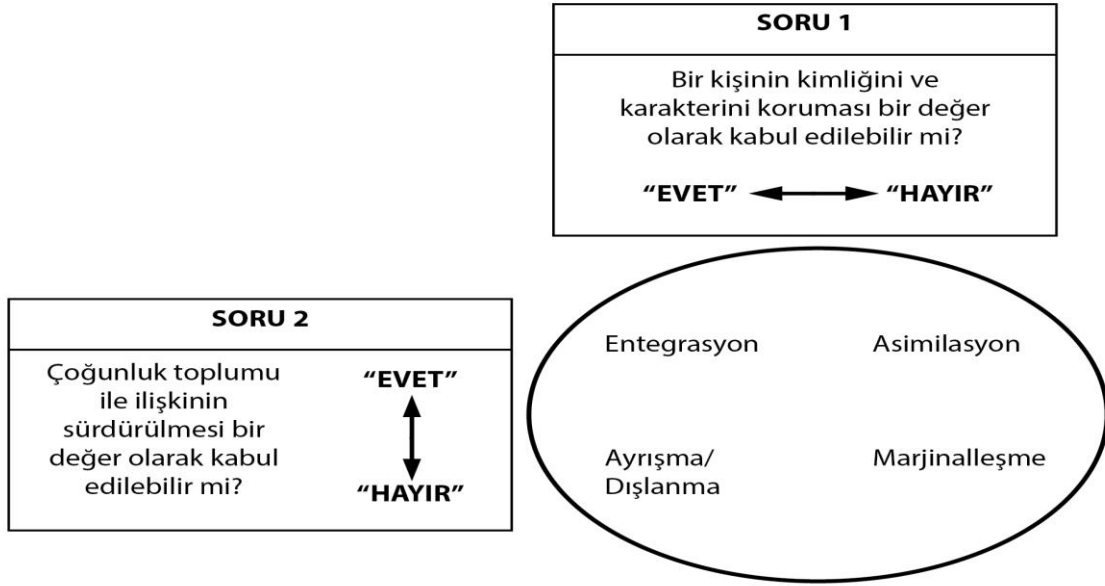 SORU 1
Bir kişinin kimliğini ve
karakterini koruması bir değer
olarak kabul edilebilir mi?
“EVET” “HAYIR”
SORU 2
Çoğunluk toplumu
ile ilişkinin
sürdürülmesi bir
değer olarak kabul
edilebilir mi?
“EVET”
“HAYIR”
Entegrasyon Asimilasyon
Ayrışma/
Dışlanma
Marjinalleşme